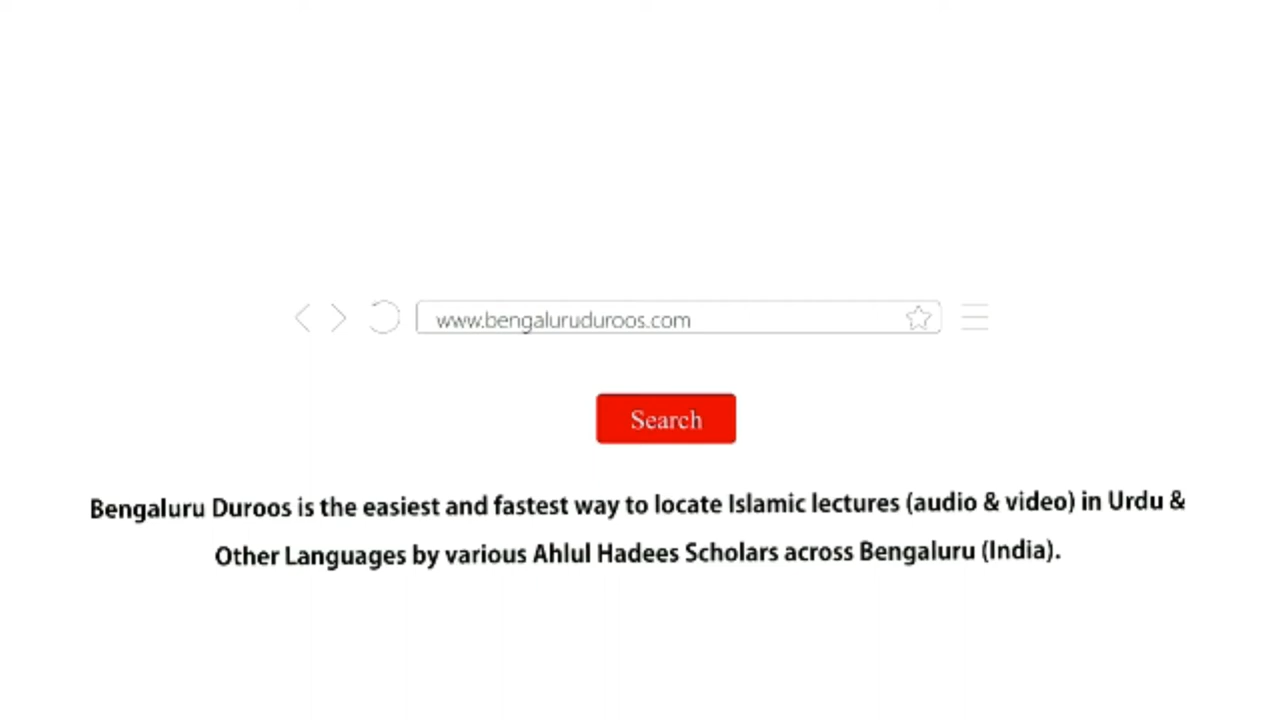 www.bengaluruduroos.com
Search
Bengaluru Duroos is the easiest and fastest way to locate Islamic lectures (audio & video) in Urdu &
Other Languages by various Ahlul Hadees Scholars across Bengaluru (India).